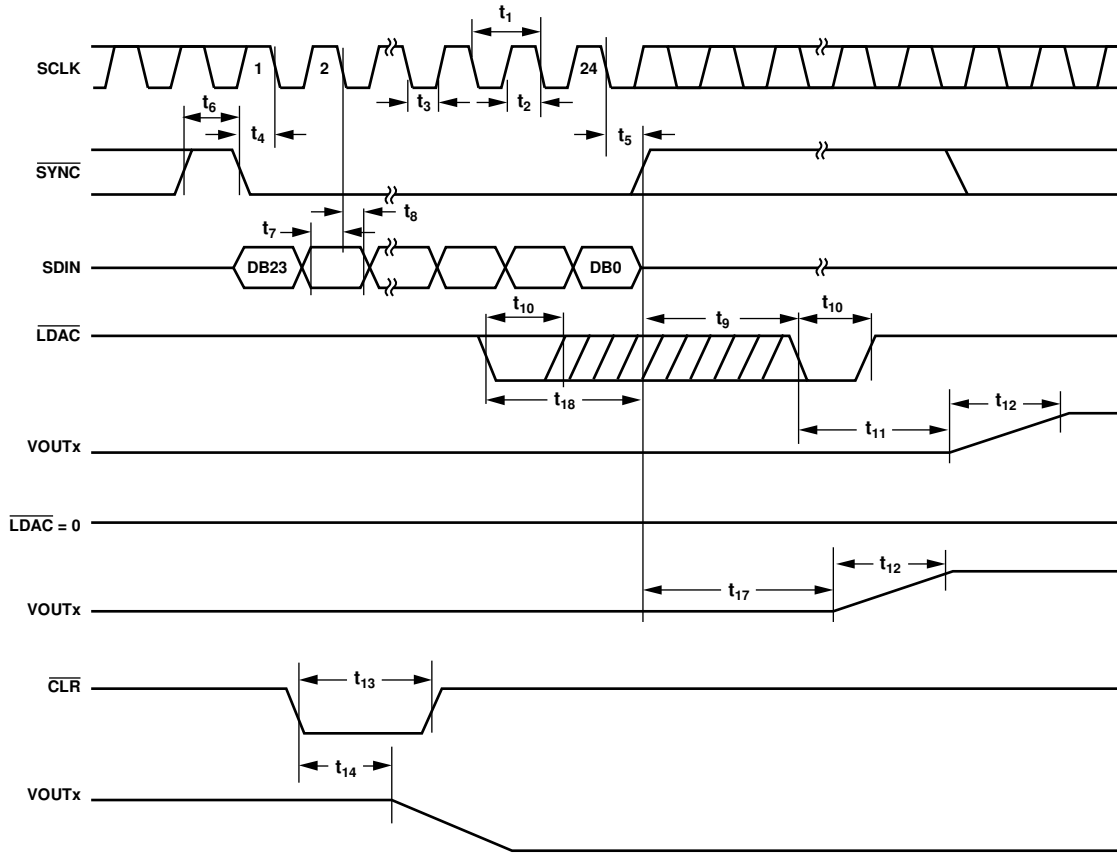 t1
SCLK
1
2
24
t3
t2
t6
t4
t5
SYNC
t8
t7
SDIN
DB23
DB0
t10
t9
t10
LDAC
t18
t12
t11
VOUTx
LDAC = 0
t12
t17
VOUTx
t13
CLR
t14
VOUTx